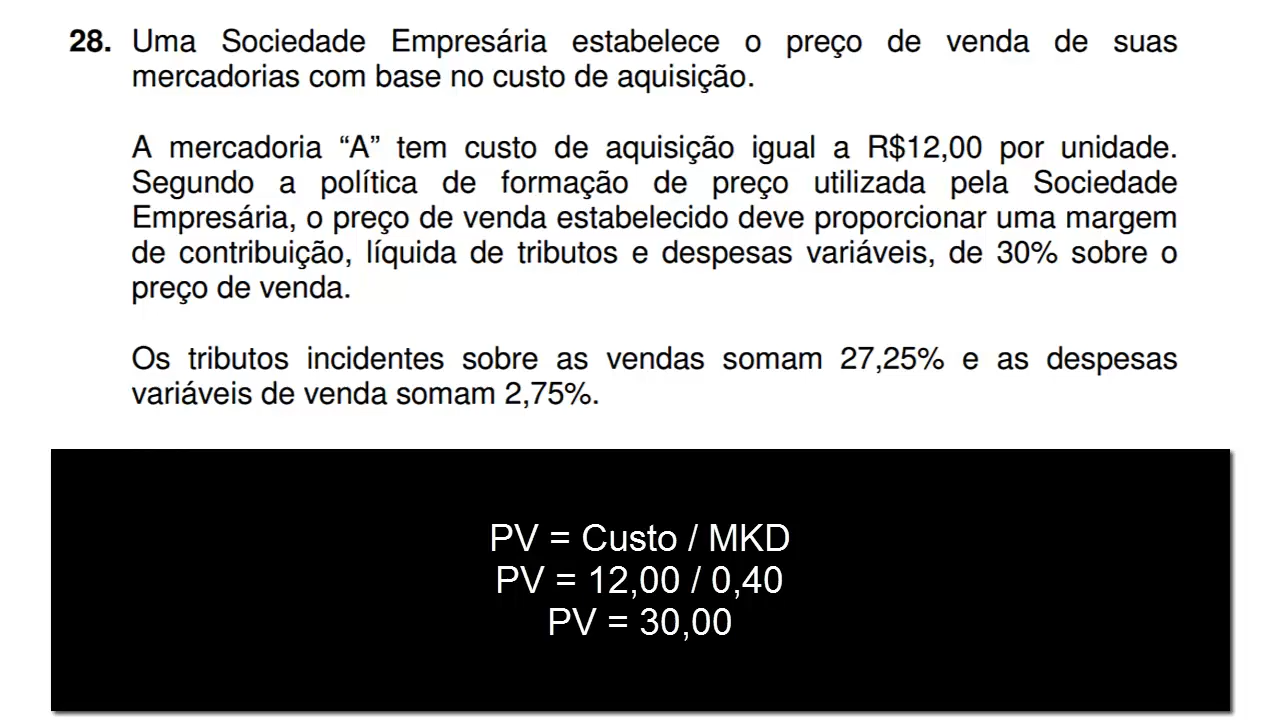 28. Uma Sociedade Empresária estabelece o preço de venda de suas
mercadorias com base no custo de aquisição.
A mercadoria “A” tem custo de aquisição igual a R$12,00 por unidade.
Segundo a política de formação de preço utilizada pela Sociedade
Empresária, o preço de venda estabelecido deve proporcionar uma margem
de contribuição, líquida de tributos e despesas variáveis, de 30% sobre o
preço de venda.
Os tributos incidentes sobre as vendas somam 27,25% e as despesas
variáveis de venda somam 2,75%.
PV = Custo / MKD
PV = 12,00 / 0,40
PV = 30,00